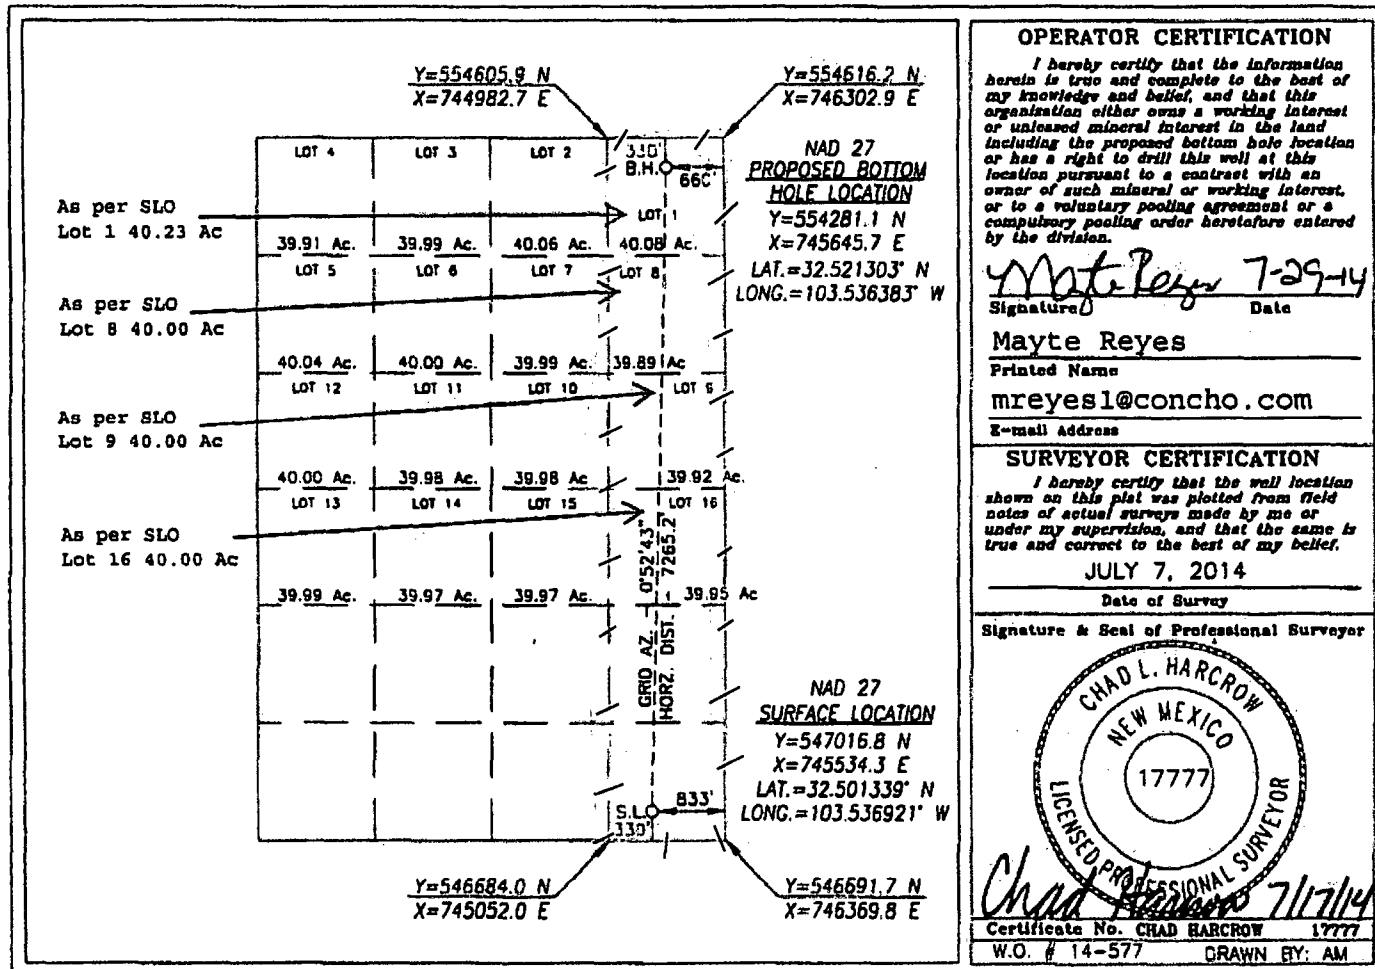 Y=554605.9 N
X=744982.7 E
Y=554616.2 N
X=746302.9 E
LOT 4
LOT 3
LOT 2
330'
B.H.
660'
LOT 1
NAD 27
PROPOSED BOTTOM
HOLE LOCATION
Y=554281.1 N
X=745645.7 E
LAT.=32.521303° N
LONG.=103.536383° W
As per SLO
Lot 1 40.23 Ac
39.91 Ac.
39.99 Ac.
40.06 Ac.
40.08 Ac.
LOT 5
LOT 6
LOT 7
LOT 8
As per SLO
Lot 8 40.00 Ac
40.04 Ac.
40.00 Ac.
39.99 Ac.
39.89 Ac
LOT 12
LOT 11
LOT 10
LOT 9
As per SLO
Lot 9 40.00 Ac
40.00 Ac.
39.98 Ac.
39.98 Ac.
39.92 Ac.
LOT 13
LOT 14
LOT 15
LOT 16
As per SLO
Lot 16 40.00 Ac
39.99 Ac.
39.97 Ac.
39.97 Ac.
39.95 Ac
GRID AZ. - 0°52'43"
HORZ. DIST. - 7265.2'
NAD 27
SURFACE LOCATION
Y=547016.8 N
X=745534.3 E
LAT.=32.501339° N
LONG.=103.536921° W
S.L.
330'
833'
Y=546684.0 N
X=745052.0 E
Y=546691.7 N
X=746369.8 E
OPERATOR CERTIFICATION
I hereby certify that the information
herein is true and complete to the best of
my knowledge and belief, and that this
organization either owns a working interest
or unleased mineral interest in the land
including the proposed bottom hole location
or has a right to drill this well at this
location pursuant to a contract with an
owner of such mineral or working interest,
or to a voluntary pooling agreement or a
compulsory pooling order heretofore entered
by the division.
Mayte Reyes 7-29-14
Signature Date
Mayte Reyes
Printed Name
mreyes1@concho.com
E-mail Address
SURVEYOR CERTIFICATION
I hereby certify that the well location
shown on this plat was plotted from field
notes of actual surveys made by me or
under my supervision, and that the same is
true and correct to the best of my belief.
JULY 7, 2014
Date of Survey
Signature & Seal of Professional Surveyor
CHAD L. HARCROW
NEW MEXICO
17777
LICENSED PROFESSIONAL SURVEYOR
Chad Harcrow 7/17/14
Certificate No. CHAD HARCROW 17777
W.O. # 14-577 DRAWN BY: AM